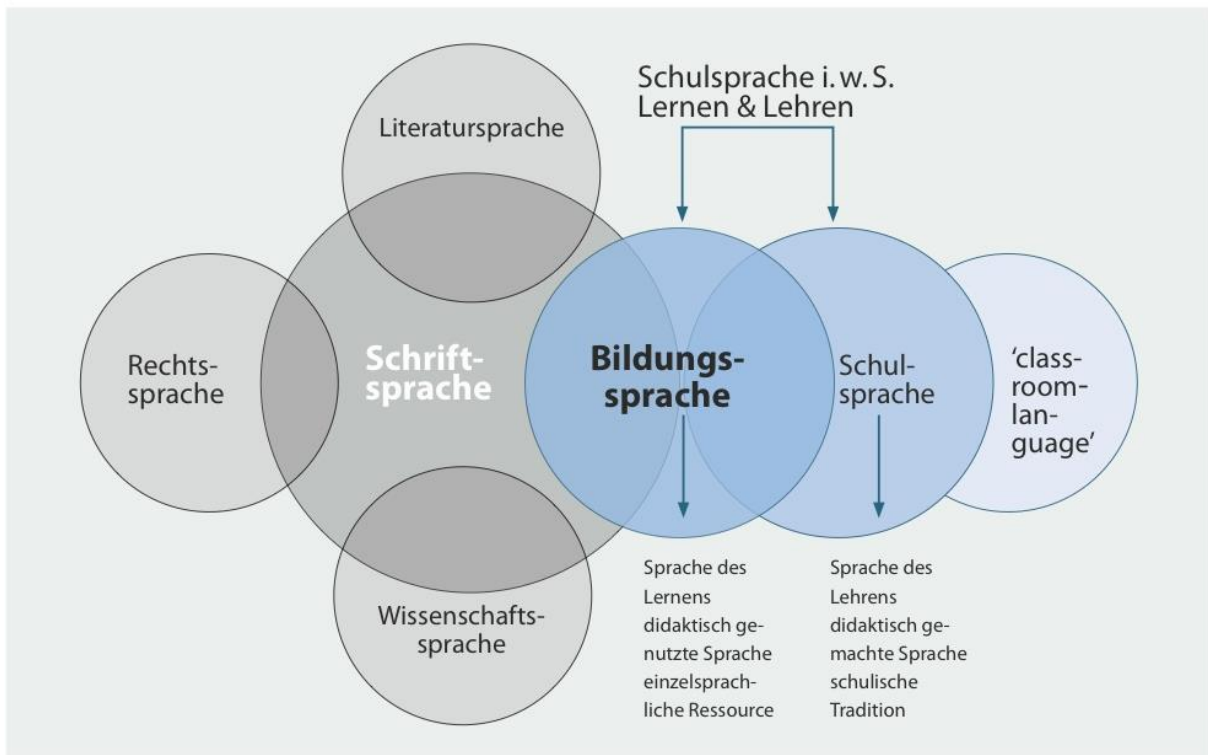 Schulsprache i. w. S.
Lernen & Lehren
Literatursprache
Rechts-
sprache
Schrift-
sprache
Bildungs-
sprache
Schul-
sprache
‘class-
room-
lan-
guage’
Wissenschafts-
sprache
Sprache des
Lernens
didaktisch ge-
nutzte Sprache
einzelsprach-
liche Ressource
Sprache des
Lehrens
didaktisch ge-
machte Sprache
schulische
Tradition